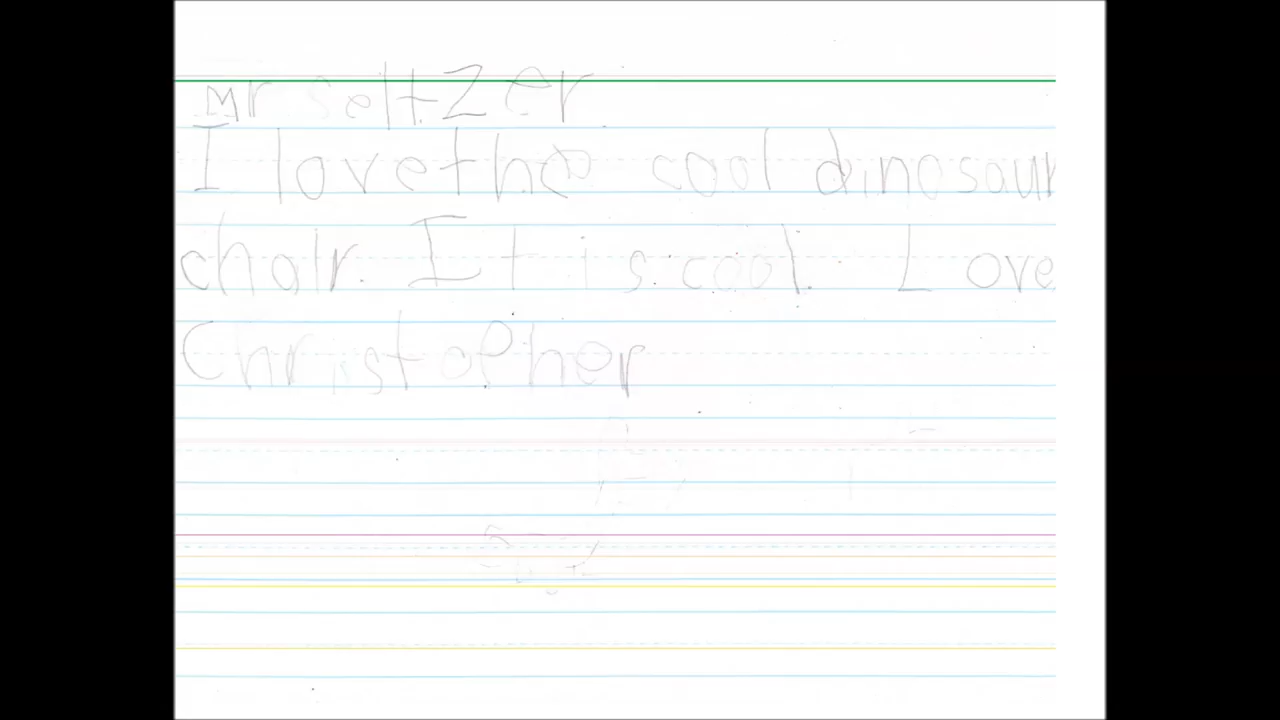 Mr SeltZer
I love the cool dinosaur
chair. It is cool. Love
Christopher